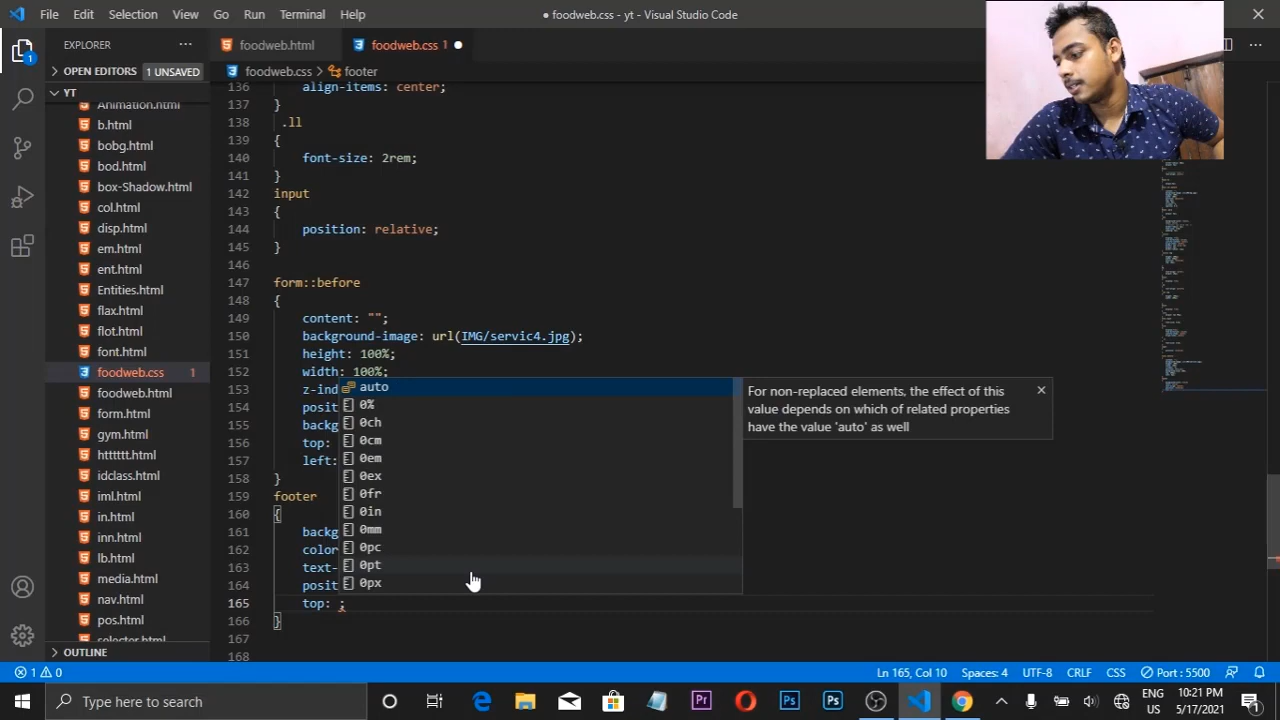 File Edit Selection View Go Run Terminal Help
● foodweb.css - yt - Visual Studio Code
EXPLORER
foodweb.html
foodweb.css 1
OPEN EDITORS 1 UNSAVED
foodweb.css > footer
YT
Animation.html
b.html
bobg.html
bod.html
box-Shadow.html
col.html
disp.html
em.html
ent.html
Entities.html
flax.html
flot.html
font.html
foodweb.css 1
foodweb.html
form.html
gym.html
htttttt.html
idclass.html
iml.html
in.html
inn.html
lb.html
media.html
nav.html
pos.html
selecter.html
OUTLINE
136 align-items: center;
137 }
138 .ll
139 {
140 font-size: 2rem;
141 }
142 input
143 {
144 position: relative;
145 }
146
147 form::before
148 {
149 content: "";
150 background-image: url(IMG/servic4.jpg);
151 height: 100%;
152 width: 100%;
153 z-ind
154 posit
155 backg
156 top:
157 left:
158 }
159 footer
160 {
161 backg
162 color
163 text-
164 posit
165 top: ;
166 }
167
168
auto
0%
0ch
0cm
0em
0ex
0fr
0in
0mm
0pc
0pt
0px
For non-replaced elements, the effect of this
value depends on which of related properties
have the value 'auto' as well
1 0
Ln 165, Col 10 Spaces: 4 UTF-8 CRLF CSS Port : 5500
Type here to search
Pr
Ps
Ps
ENG
US
10:21 PM
5/17/2021
1